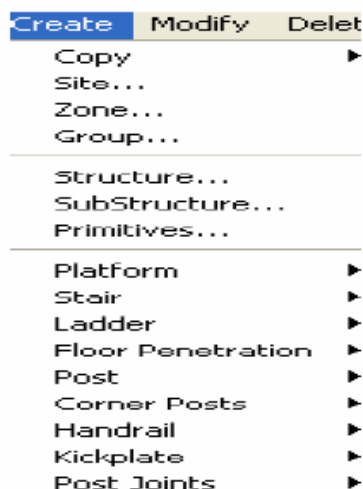 Create Modify Delet
Copy
Site...
Zone...
Group...
Structure...
SubStructure...
Primitives...
Platform
Stair
Ladder
Floor Penetration
Post
Corner Posts
Handrail
Kickplate
Post Joints